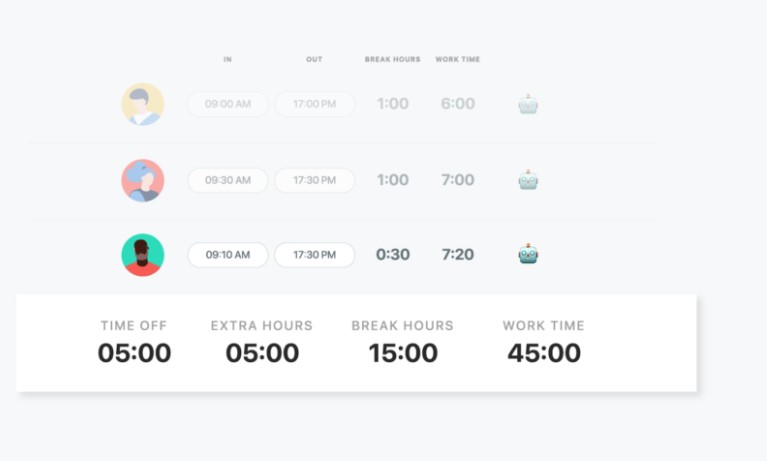 IN OUT BREAK HOURS WORK TIME
09:00 AM 17:00 PM 1:00 6:00
09:30 AM 17:30 PM 1:00 7:00
09:10 AM 17:30 PM 0:30 7:20
TIME OFF EXTRA HOURS BREAK HOURS WORK TIME
05:00 05:00 15:00 45:00